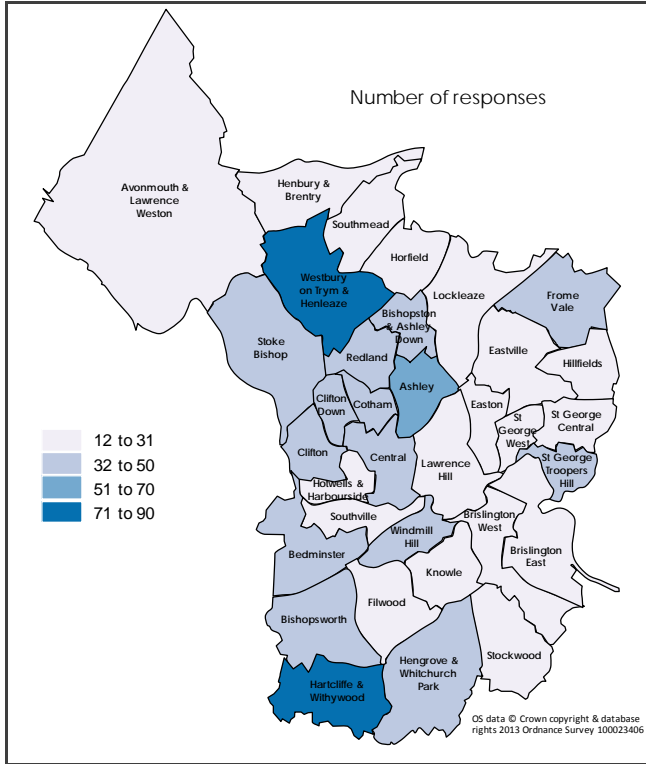 Number of responses
Avonmouth &
Lawrence
Weston
Henbury &
Brentry
Southmead
Horfield
Westbury
on Trym &
Henleaze
Lockleaze
Frome
Vale
Bishopston
& Ashley
Down
Stoke
Bishop
Redland
Eastville
Hillfields
Ashley
Clifton
Down
Cotham
Easton
St
George
West
St George
Central
12 to 31
32 to 50
51 to 70
71 to 90
Clifton
Central
Lawrence
Hill
St George
Troopers
Hill
Hotwells &
Harbourside
Southville
Brislington
West
Windmill
Hill
Bedminster
Brislington
East
Knowle
Filwood
Bishopsworth
Hengrove &
Whitchurch
Park
Stockwood
Hartcliffe &
Withywood
OS data © Crown copyright & database
rights 2013 Ordnance Survey 100023406